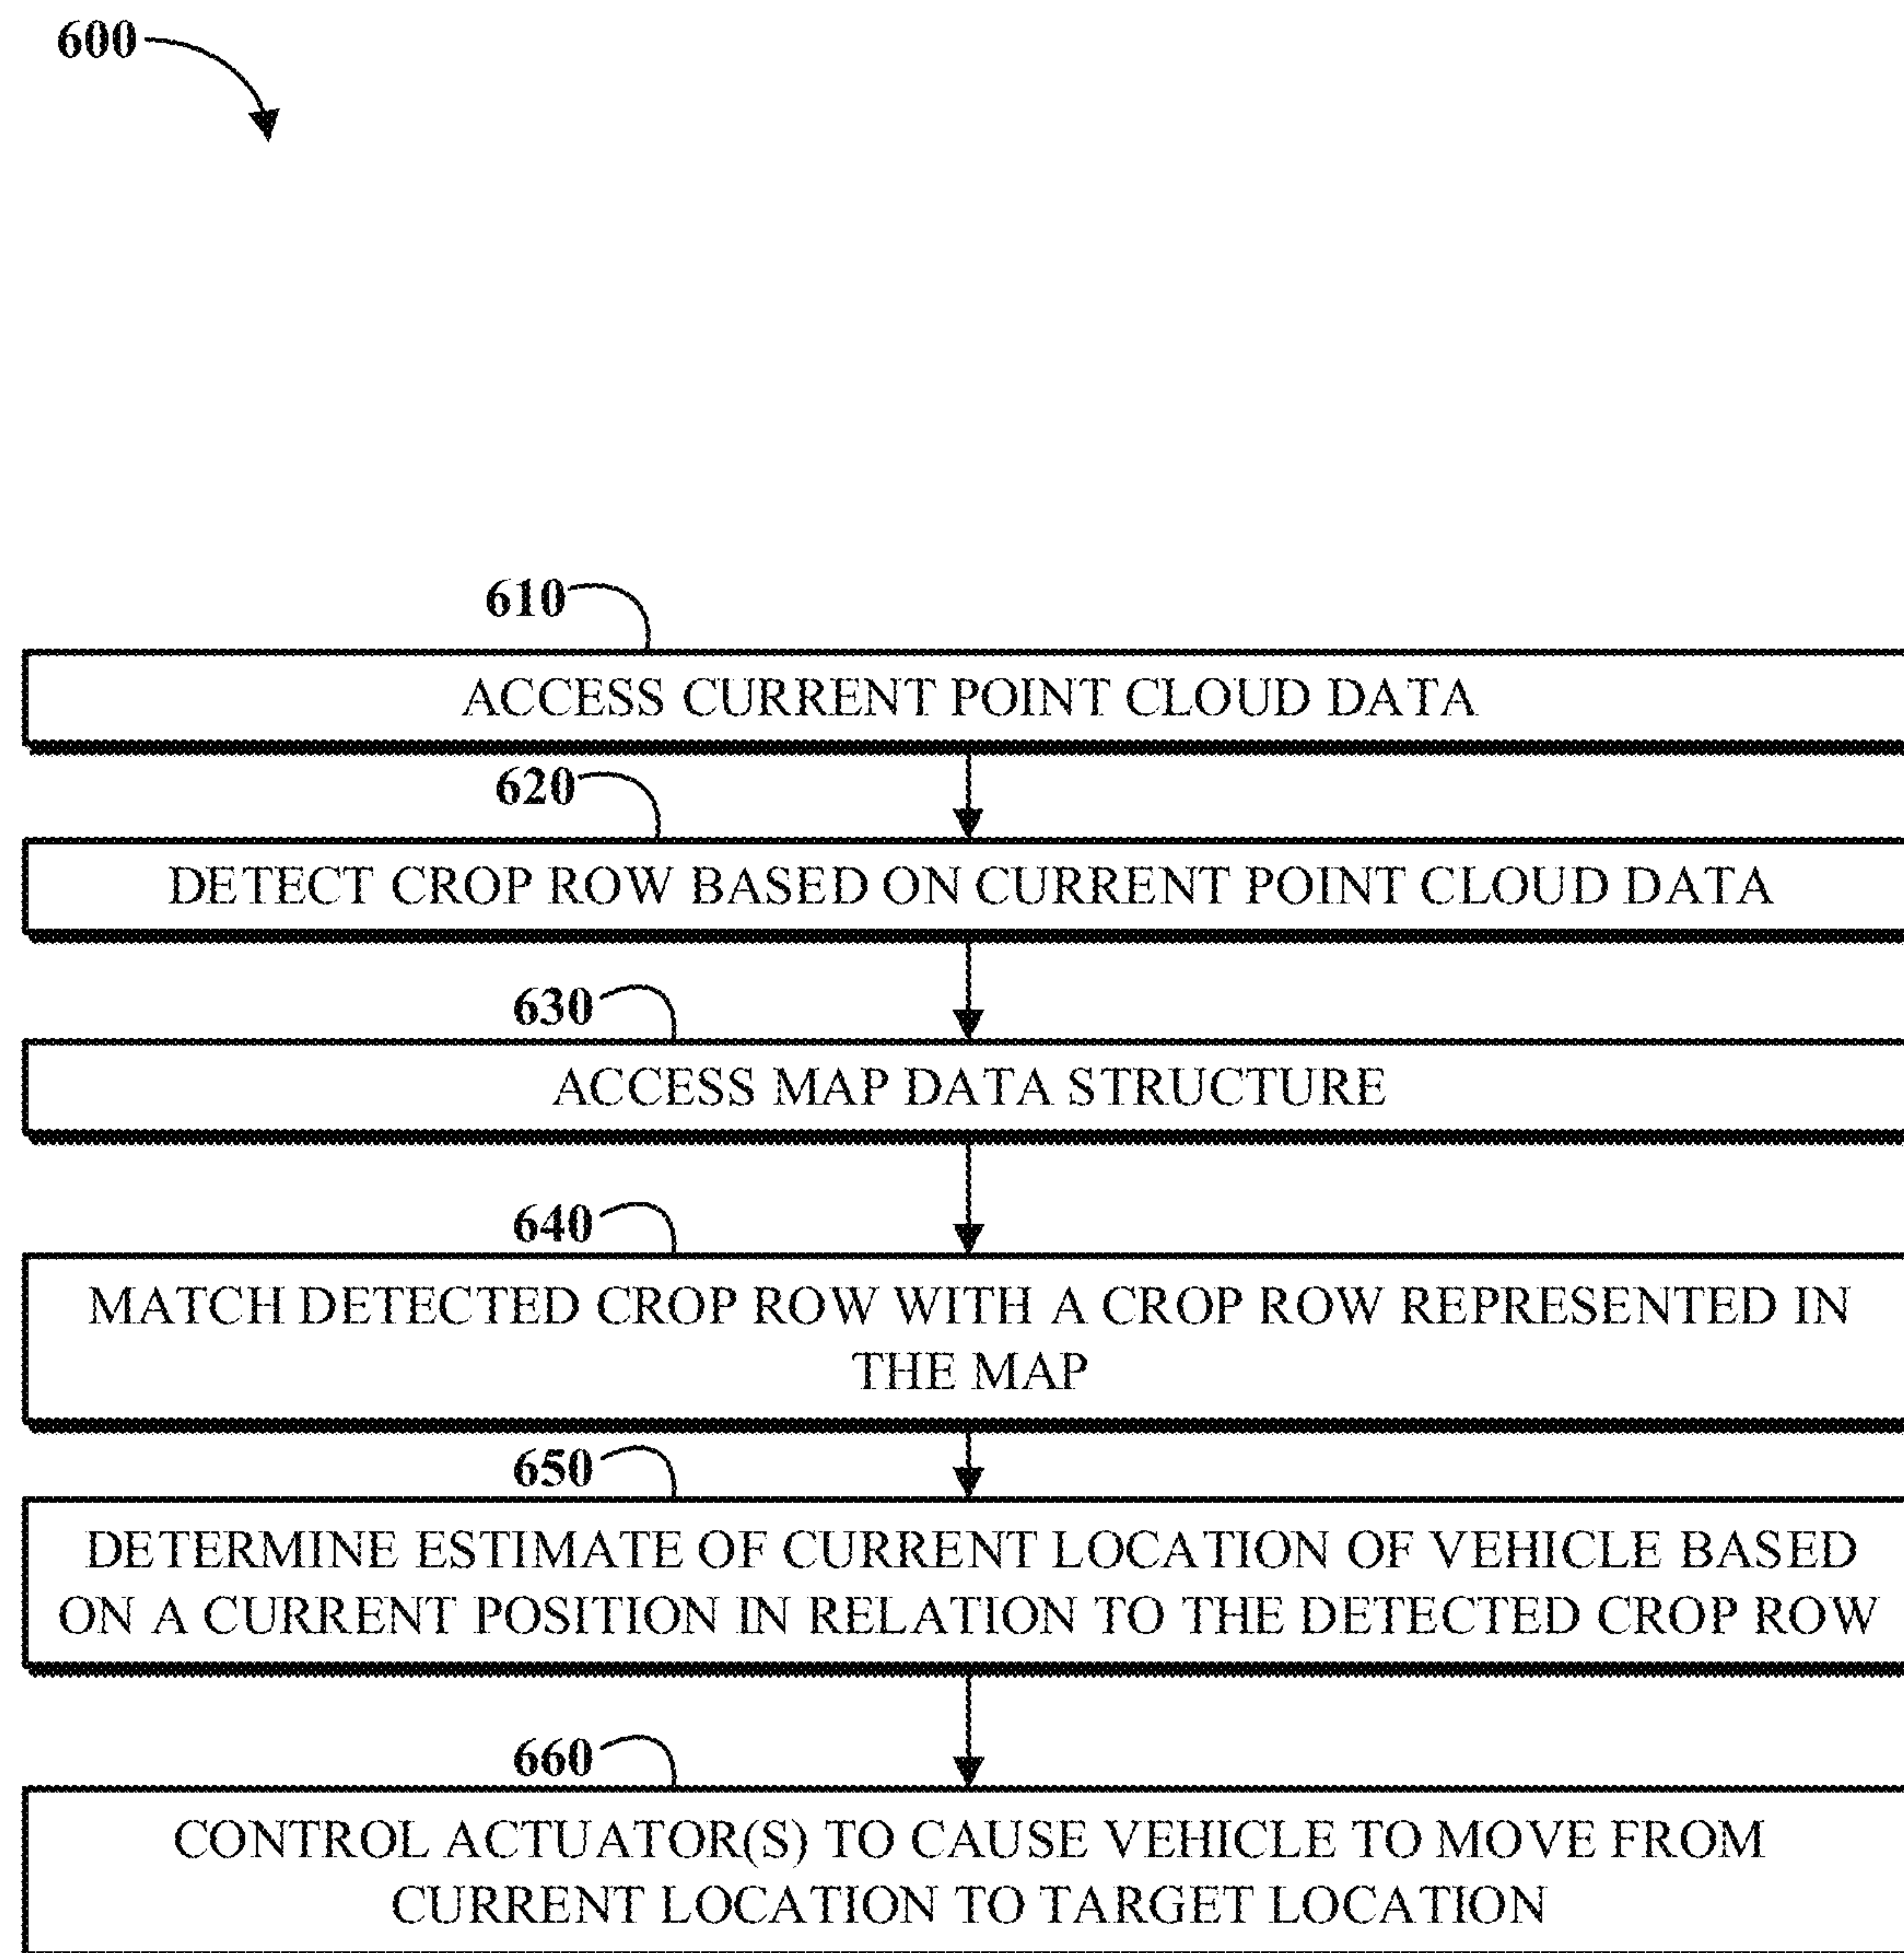 600
610
ACCESS CURRENT POINT CLOUD DATA
620
DETECT CROP ROW BASED ON CURRENT POINT CLOUD DATA
630
ACCESS MAP DATA STRUCTURE
640
MATCH DETECTED CROP ROW WITH A CROP ROW REPRESENTED IN
THE MAP
650
DETERMINE ESTIMATE OF CURRENT LOCATION OF VEHICLE BASED
ON A CURRENT POSITION IN RELATION TO THE DETECTED CROP ROW
660
CONTROL ACTUATOR(S) TO CAUSE VEHICLE TO MOVE FROM
CURRENT LOCATION TO TARGET LOCATION